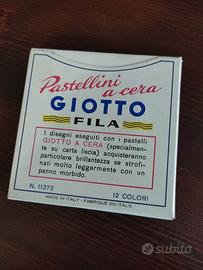 Pastellini
a cera
GIOTTO
FILA
I disegni eseguiti con i pastelli
GIOTTO A CERA (specialmen-
te su carta liscia) acquisteranno
particolare brillantezza se strofi-
nati molto leggermente con un
panno morbido.
N. 11372
12 COLORI
MADE IN ITALY - FABRIQUÉ EN ITALIE
subito